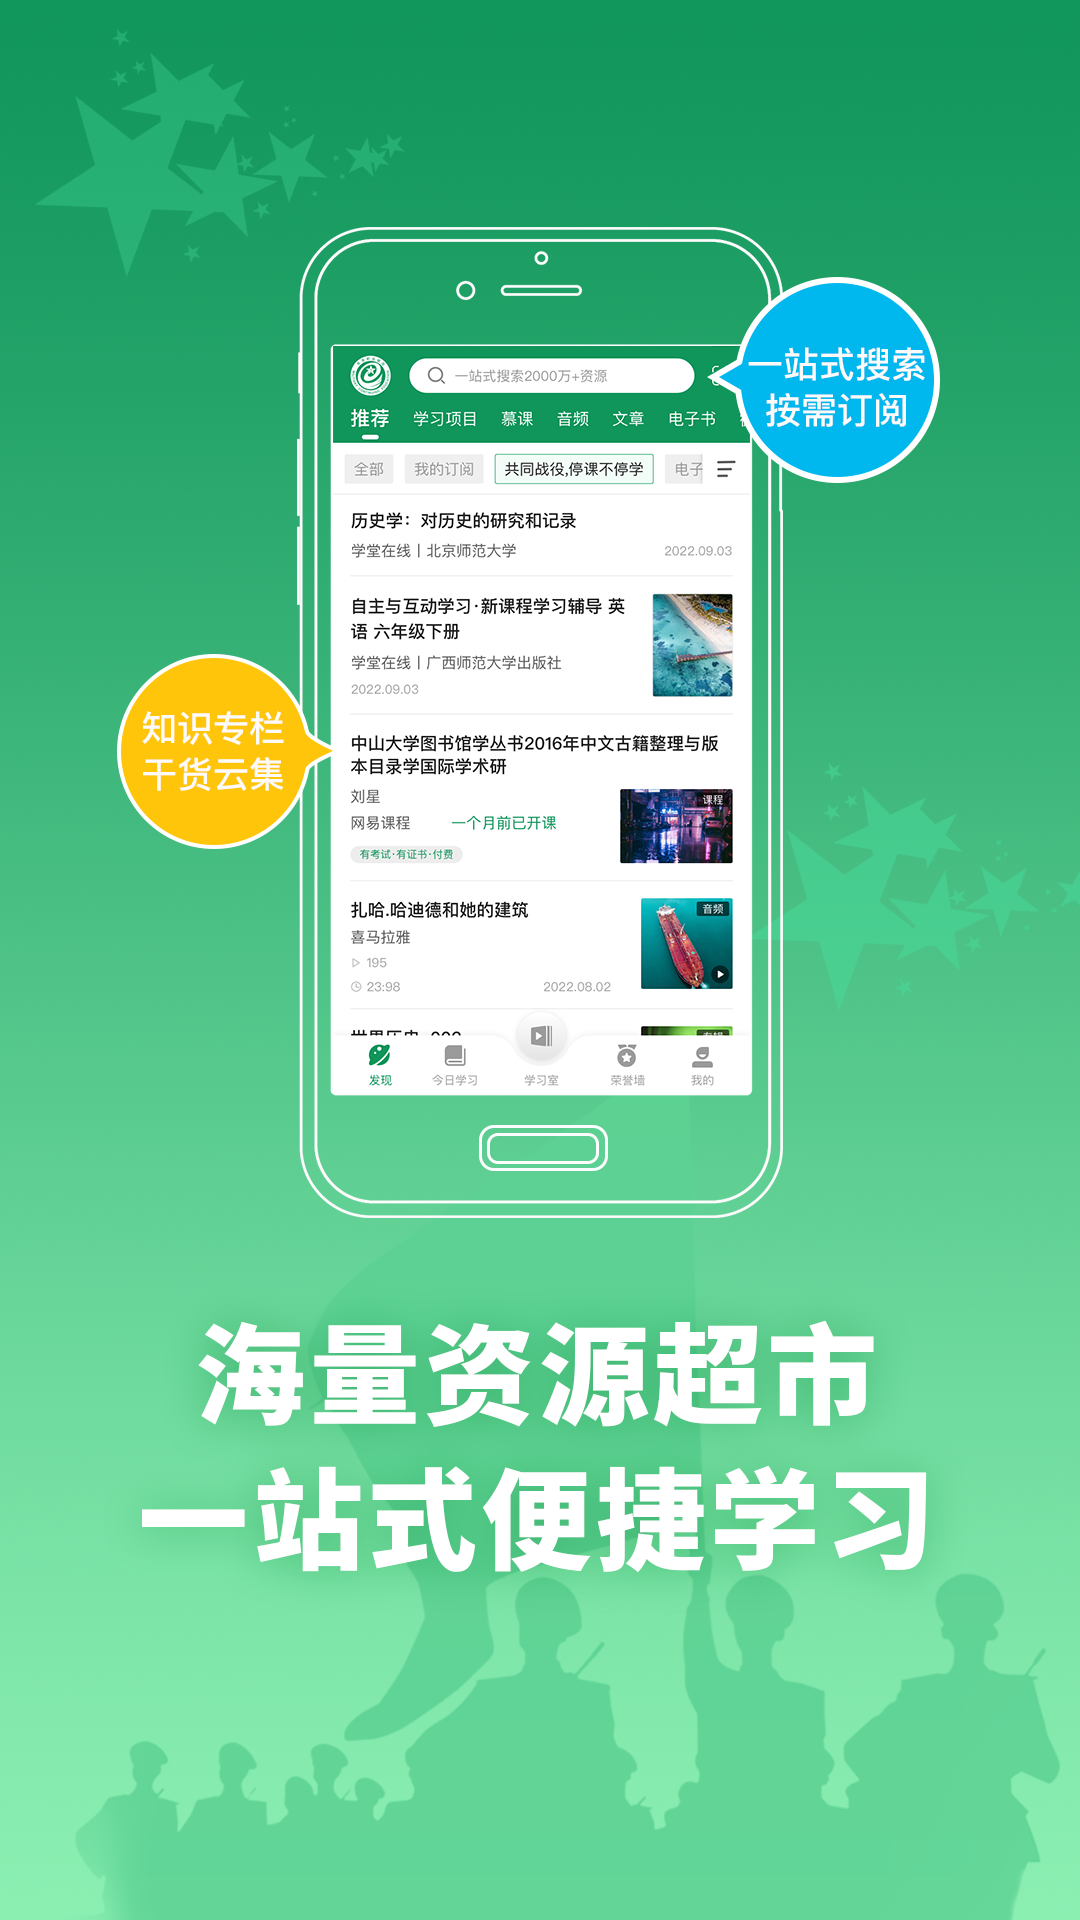 一站式搜索2000万+资源
一站式搜索
按需订阅
推荐 学习项目 慕课 音频 文章 电子书
全部 我的订阅 共同战役,停课不停学 电子
历史学：对历史的研究和记录
学堂在线丨北京师范大学 2022.09.03
自主与互动学习·新课程学习辅导 英
语 六年级下册
学堂在线丨广西师范大学出版社
2022.09.03
知识专栏
干货云集
中山大学图书馆学丛书2016年中文古籍整理与版
本目录学国际学术研
刘星
课程
网易课程 一个月前已开课
有考试·有证书·付费
扎哈.哈迪德和她的建筑
音频
喜马拉雅
195
23:98 2022.08.02
发现 今日学习 学习室 荣誉墙 我的
海量资源超市
一站式便捷学习